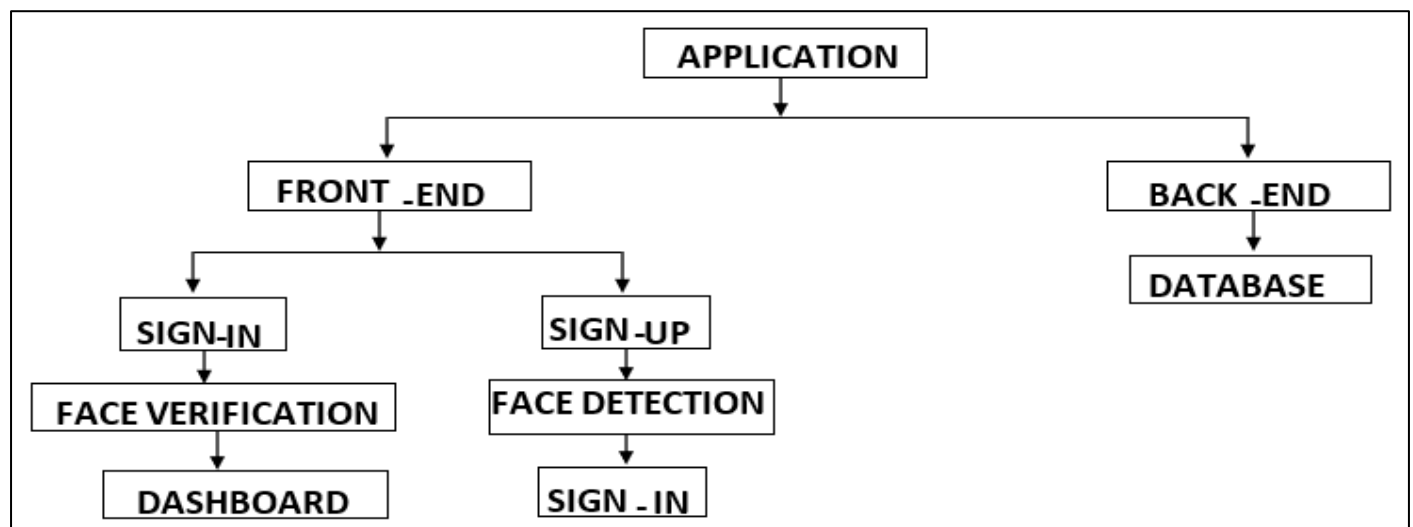 APPLICATION
FRONT -END
BACK -END
DATABASE
SIGN-IN
SIGN -UP
FACE VERIFICATION
FACE DETECTION
DASHBOARD
SIGN - IN